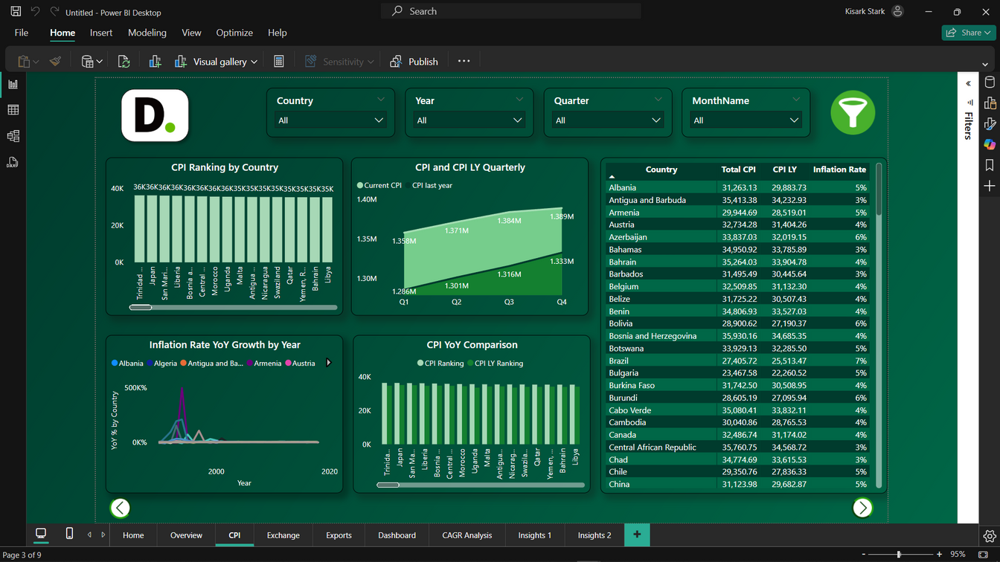 Untitled - Power BI Desktop
Search
Kisark Stark
File Home Insert Modeling View Optimize Help
Share
Visual gallery
Sensitivity
Publish
D.
Country
All
Year
All
Quarter
All
MonthName
All
Filters
CPI Ranking by Country
40K
20K
0K
36K 36K 36K 36K 36K 36K 36K 36K 35K 35K 35K 35K 35K 35K 35K 35K
Trinidad ...
Japan
San Mari...
Liberia
Bosnia a...
Central ...
Morocco
Uganda
Malta
Antigua ...
Nicaragua
Swaziland
Qatar
Yemen, R...
Bahrain
Libya
CPI and CPI LY Quarterly
Current CPI CPI last year
1.40M
1.35M
1.30M
1.358M
1.371M
1.384M
1.389M
1.286M
1.301M
1.316M
1.333M
Q1 Q2 Q3 Q4
Country Total CPI CPI LY Inflation Rate
Albania 31,263.13 29,883.73 5%
Antigua and Barbuda 35,413.38 34,232.93 3%
Armenia 29,944.69 28,519.01 5%
Austria 32,734.28 31,404.26 4%
Azerbaijan 33,837.03 32,019.15 6%
Bahamas 34,950.92 33,785.89 3%
Bahrain 35,264.03 33,904.78 4%
Barbados 31,495.49 30,445.64 3%
Belgium 32,509.85 31,132.30 4%
Belize 31,725.22 30,507.43 4%
Benin 34,806.93 33,527.03 4%
Bolivia 28,900.62 27,190.37 6%
Bosnia and Herzegovina 35,930.16 34,685.35 4%
Botswana 33,929.13 32,285.50 5%
Brazil 27,405.72 25,513.47 7%
Bulgaria 23,467.58 22,260.52 5%
Burkina Faso 31,742.50 30,508.95 4%
Burundi 28,605.19 27,095.94 6%
Cabo Verde 35,080.41 33,832.11 4%
Cambodia 30,040.86 28,765.53 4%
Canada 32,486.74 31,174.02 4%
Central African Republic 35,760.75 34,568.72 3%
Chad 34,774.69 33,615.53 3%
Chile 29,350.76 27,836.33 5%
China 31,123.98 29,682.87 5%
Inflation Rate YoY Growth by Year
Albania Algeria Antigua and Ba... Armenia Austria
YoY % by Country
500K%
0K%
2000 2020
Year
CPI YoY Comparison
CPI Ranking CPI LY Ranking
40K
20K
0K
Trinida...
Japan
San Ma...
Liberia
Bosnia ...
Central ...
Morocco
Uganda
Malta
Antigua...
Nicarag...
Swazila...
Qatar
Yemen, ...
Bahrain
Libya
Home Overview CPI Exchange Exports Dashboard CAGR Analysis Insights 1 Insights 2 +
Page 3 of 9
- + 95%